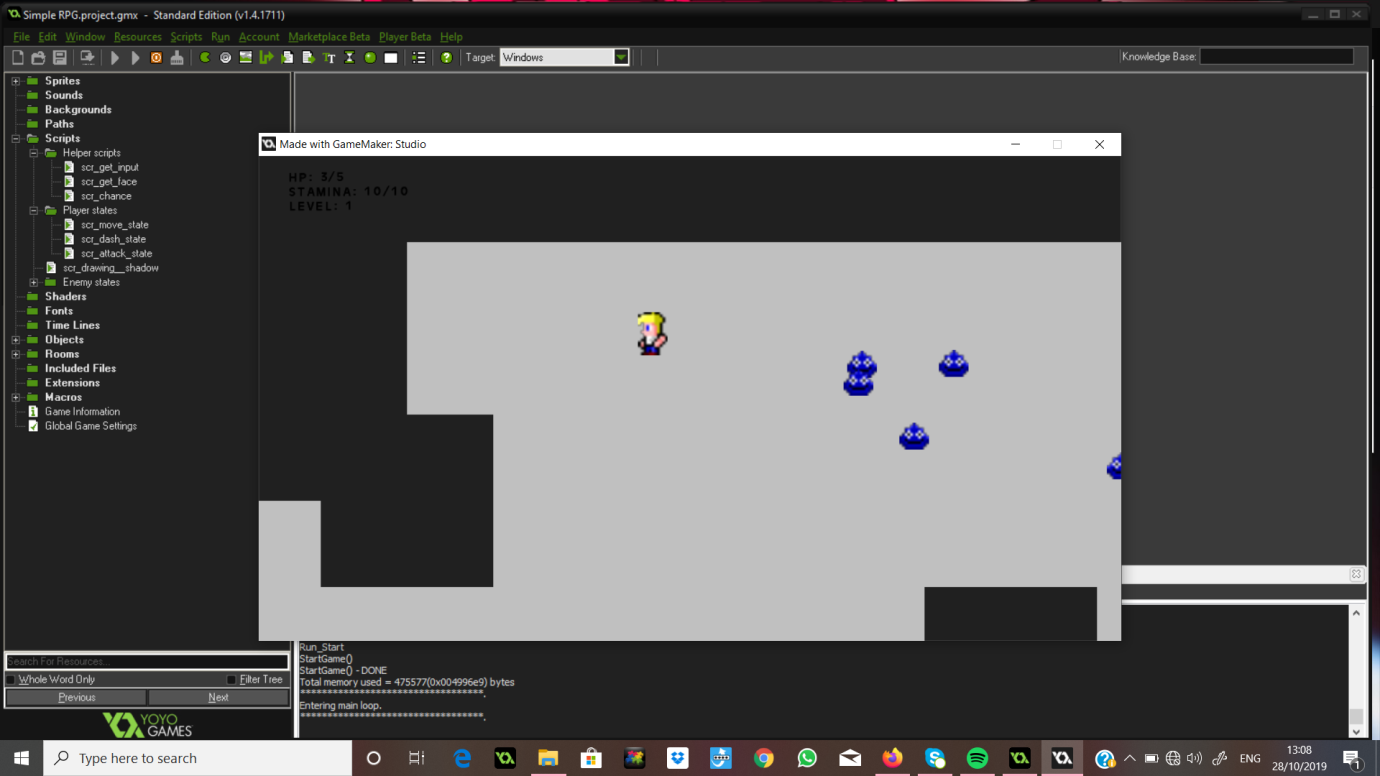 Simple RPG.project.gmx - Standard Edition (v1.4.1711)
File Edit Window Resources Scripts Run Account Marketplace Beta Player Beta Help
Target: Windows
Knowledge Base:
Sprites
Sounds
Backgrounds
Paths
Scripts
Helper scripts
scr_get_input
scr_get_face
scr_chance
Player states
scr_move_state
scr_dash_state
scr_attack_state
scr_drawing__shadow
Enemy states
Shaders
Fonts
Time Lines
Objects
Rooms
Included Files
Extensions
Macros
Game Information
Global Game Settings
Made with GameMaker: Studio
HP: 3/5
STAMINA: 10/10
LEVEL: 1
Search For Resources...
Whole Word Only Filter Tree
Previous Next
YOYO
GAMES
Run_Start
StartGame()
StartGame() - DONE
Total memory used = 475577(0x004996e9) bytes
**********************************.
Entering main loop.
**********************************.
Type here to search
ENG
13:08
28/10/2019
1